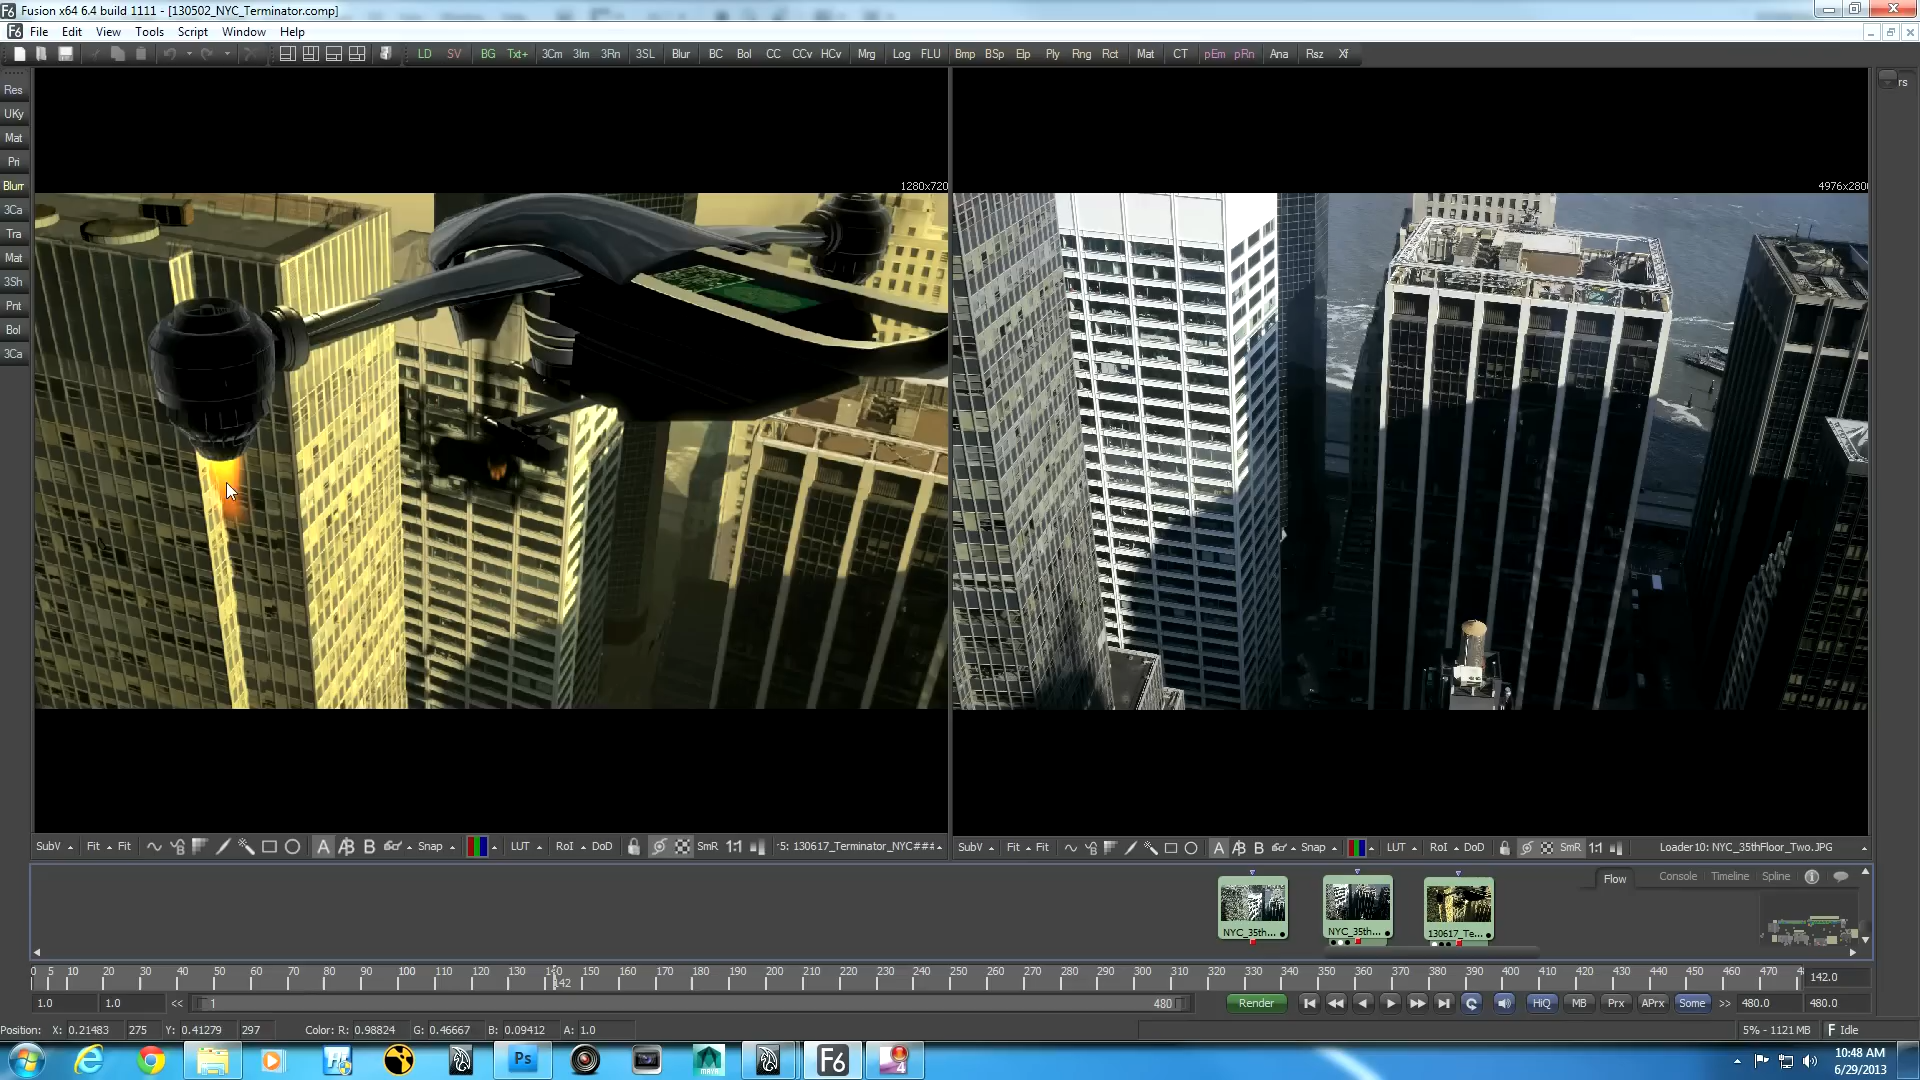 Fusion x64 6.4 build 1111 - [130502_NYC_Terminator.comp]
File Edit View Tools Script Window Help
LD SV BG Txt+ 3Cm 3Im 3Rn 3SL Blur BC Bol CC CCv HCv Mrg Log FLU Bmp BSp Elp Ply Rng Rct Mat CT pEm pRn Ana Rsz Xf
Res
UKy
Mat
Pri
Blurr
3Ca
Tra
Mat
3Sh
Pnt
Bol
3Ca
rs
1280x720
4976x2800
SubV Fit Fit A B Snap LUT RoI DoD SmR 1:1 -5: 130617_Terminator_NYC###
SubV Fit Fit A B Snap LUT RoI DoD SmR 1:1 Loader10: NYC_35thFloor_Two.JPG
Flow Console Timeline Spline
NYC_35th... NYC_35th... 130617_Te...
0 5 10 20 30 40 50 60 70 80 90 100 110 120 130 140 150 160 170 180 190 200 210 220 230 240 250 260 270 280 290 300 310 320 330 340 350 360 370 380 390 400 410 420 430 440 450 460 470 142.0
142
1.0 1.0 << 1 480 Render HiQ MB Prx APrx Some >> 480.0 480.0
Position: X: 0.21483 275 Y: 0.41279 297 Color: R: 0.98824 G: 0.46667 B: 0.09412 A: 1.0 5% - 1121 MB Idle
Ps MAYA F6 4
10:48 AM
6/29/2013